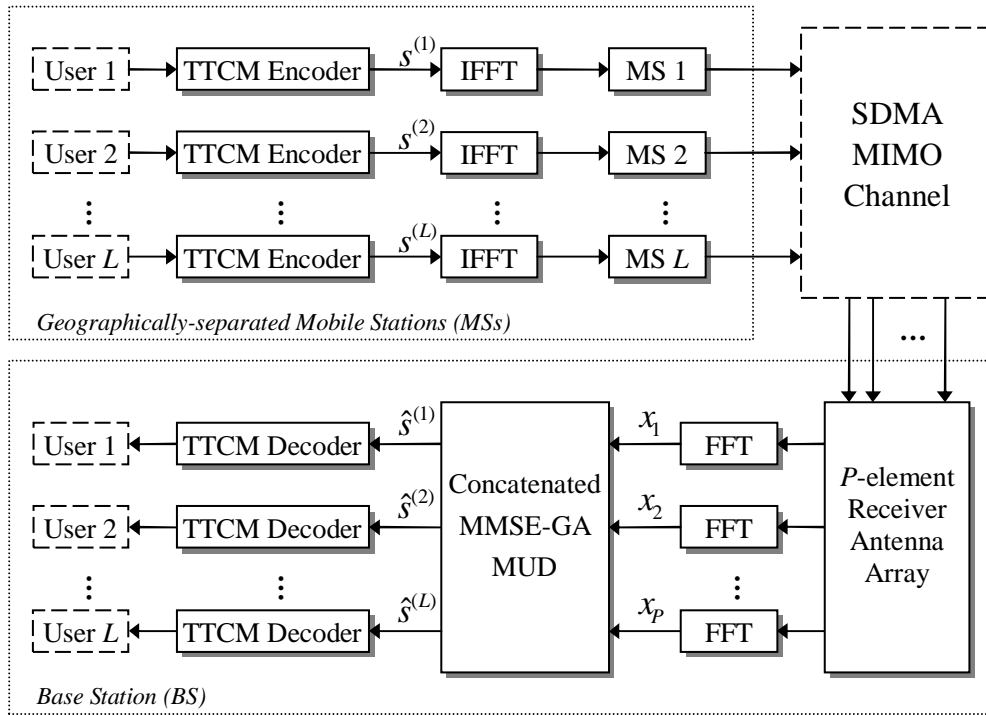 User 1 TTCM Encoder s^(1) IFFT MS 1
User 2 TTCM Encoder s^(2) IFFT MS 2
⋮ ⋮ ⋮ ⋮
User L TTCM Encoder s^(L) IFFT MS L
Geographically-separated Mobile Stations (MSs)
SDMA
MIMO
Channel
...
User 1 TTCM Decoder ŝ^(1)
User 2 TTCM Decoder ŝ^(2)
⋮ ⋮
User L TTCM Decoder ŝ^(L)
Concatenated
MMSE-GA
MUD
x_1 FFT
x_2 FFT
⋮
x_P FFT
P-element
Receiver
Antenna
Array
Base Station (BS)